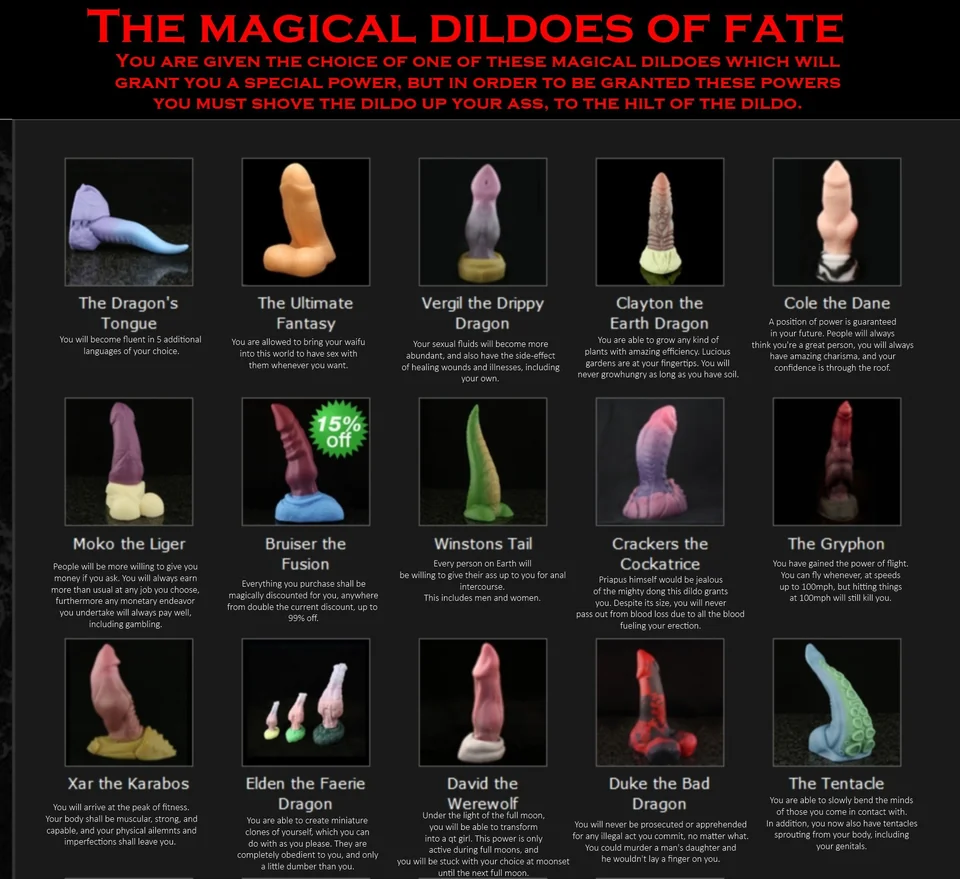 THE MAGICAL DILDOES OF FATE
YOU ARE GIVEN THE CHOICE OF ONE OF THESE MAGICAL DILDOES WHICH WILL
GRANT YOU A SPECIAL POWER, BUT IN ORDER TO BE GRANTED THESE POWERS
YOU MUST SHOVE THE DILDO UP YOUR ASS, TO THE HILT OF THE DILDO.
The Dragon's
Tongue
You will become fluent in 5 additional
languages of your choice.
The Ultimate
Fantasy
You are allowed to bring your waifu
into this world to have sex with
them whenever you want.
Vergil the Drippy
Dragon
Your sexual fluids will become more
abundant, and also have the side-effect
of healing wounds and illnesses, including
your own.
Clayton the
Earth Dragon
You are able to grow any kind of
plants with amazing efficiency. Lucious
gardens are at your fingertips. You will
never growhungry as long as you have soil.
Cole the Dane
A position of power is guaranteed
in your future. People will always
think you're a great person, you will always
have amazing charisma, and your
confidence is through the roof.
Moko the Liger
People will be more willing to give you
money if you ask. You will always earn
more than usual at any job you choose,
furthermore any monetary endeavor
you undertake will always pay well,
including gambling.
15%
off
Bruiser the
Fusion
Everything you purchase shall be
magically discounted for you, anywhere
from double the current discount, up to
99% off.
Winstons Tail
Every person on Earth will
be willing to give their ass up to you for anal
intercourse.
This includes men and women.
Crackers the
Cockatrice
Priapus himself would be jealous
of the mighty dong this dildo grants
you. Despite its size, you will never
pass out from blood loss due to all the blood
fueling your erection.
The Gryphon
You have gained the power of flight.
You can fly whenever, at speeds
up to 100mph, but hitting things
at 100mph will still kill you.
Xar the Karabos
You will arrive at the peak of fitness.
Your body shall be muscular, strong, and
capable, and your physical ailemnts and
imperfections shall leave you.
Elden the Faerie
Dragon
You are able to create miniature
clones of yourself, which you can
do with as you please. They are
completely obedient to you, and only
a little dumber than you.
David the
Werewolf
Under the light of the full moon,
you will be able to transform
into a qt girl. This power is only
active during full moons, and
you will be stuck with your choice at moonset
until the next full moon.
Duke the Bad
Dragon
You will never be prosecuted or apprehended
for any illegal act you commit, no matter what.
You could murder a man's daughter and
he wouldn't lay a finger on you.
The Tentacle
You are able to slowly bend the minds
of those you come in contact with.
In addition, you now also have tentacles
sprouting from your body, including
your genitals.